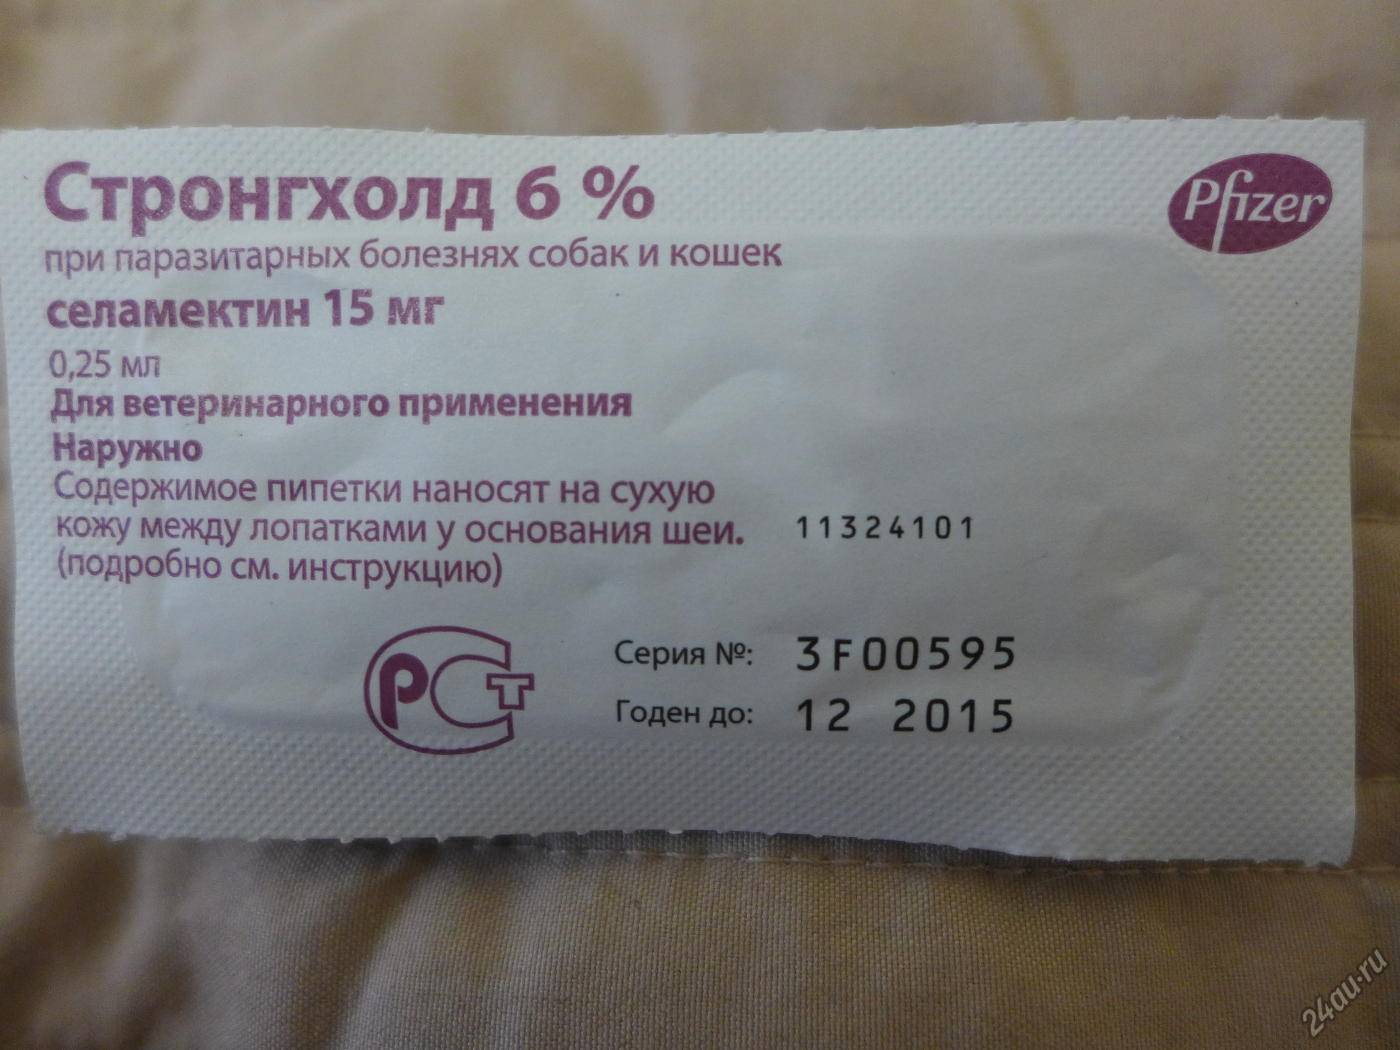 Стронгхолд 6 %
Pfizer
при паразитарных болезнях собак и кошек
селамектин 15 мг
0,25 мл
Для ветеринарного применения
Наружно
Содержимое пипетки наносят на сухую
кожу между лопатками у основания шеи.
(подробно см. инструкцию)
11324101
РСТ
Серия №: 3F00595
Годен до: 12 2015
24au.ru